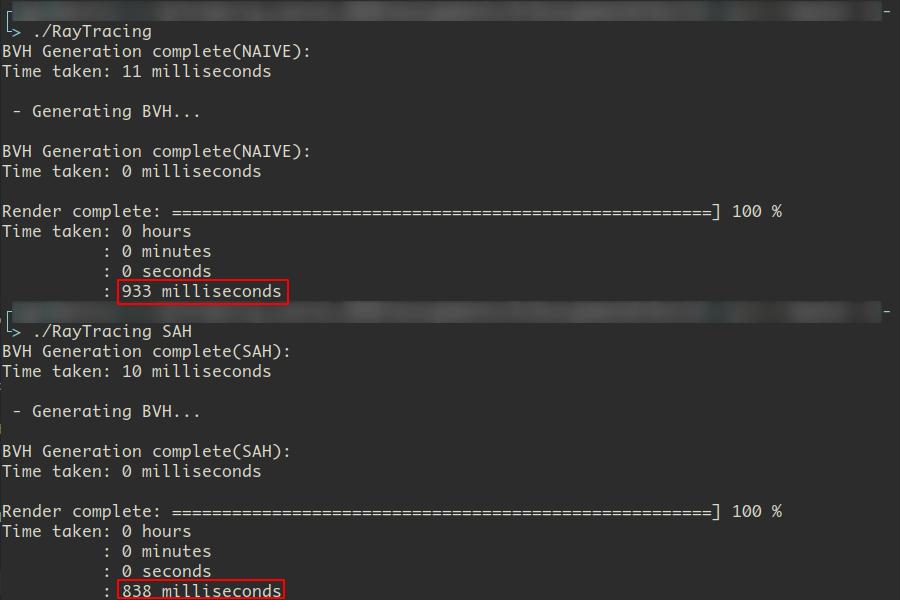 > ./RayTracing
BVH Generation complete(NAIVE):
Time taken: 11 milliseconds
- Generating BVH...
BVH Generation complete(NAIVE):
Time taken: 0 milliseconds
Render complete: ======================================================] 100 %
Time taken: 0 hours
: 0 minutes
: 0 seconds
: 933 milliseconds
> ./RayTracing SAH
BVH Generation complete(SAH):
Time taken: 10 milliseconds
- Generating BVH...
BVH Generation complete(SAH):
Time taken: 0 milliseconds
Render complete: ======================================================] 100 %
Time taken: 0 hours
: 0 minutes
: 0 seconds
: 838 milliseconds